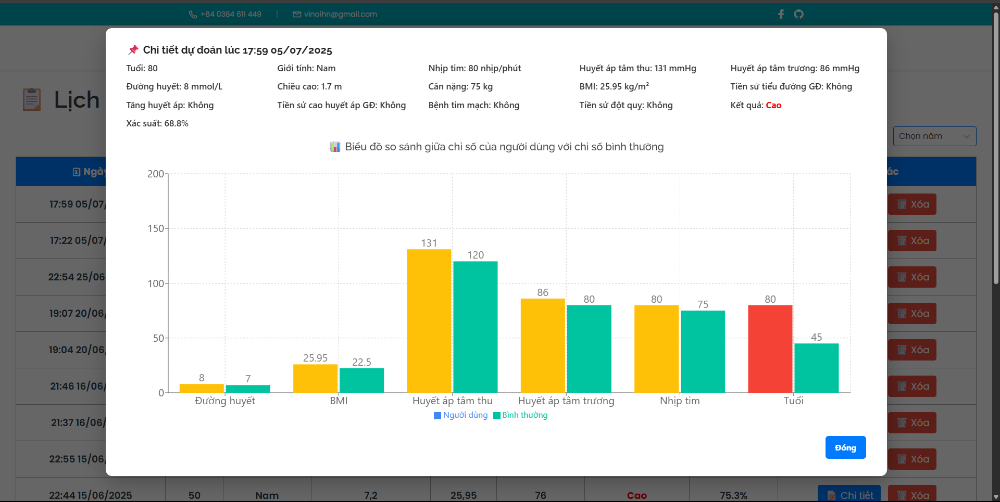 +84 0384 611 449 | vinaihn@gmail.com
Chi tiết dự đoán lúc 17:59 05/07/2025
Tuổi: 80 Giới tính: Nam Nhịp tim: 80 nhịp/phút Huyết áp tâm thu: 131 mmHg Huyết áp tâm trương: 86 mmHg
Đường huyết: 8 mmol/L Chiều cao: 1.7 m Cân nặng: 75 kg BMI: 25.95 kg/m² Tiền sử tiểu đường GĐ: Không
Tăng huyết áp: Không Tiền sử cao huyết áp GĐ: Không Bệnh tim mạch: Không Tiền sử đột quỵ: Không Kết quả: Cao
Xác suất: 68.8%
Lịch
Chọn năm
Biểu đồ so sánh giữa chỉ số của người dùng với chỉ số bình thường
200
150
100
50
0
8 7
25.95 22.5
131 120
86 80
80 75
80 45
Đường huyết BMI Huyết áp tâm thu Huyết áp tâm trương Nhịp tim Tuổi
Người dùng Bình thường
Đóng
Ngày
17:59 05/07/ Xóa
17:22 05/07/ Xóa
22:54 25/06 Xóa
19:07 20/06/ Xóa
19:04 20/06/ Xóa
21:46 16/06/ Xóa
21:37 16/06/ Xóa
22:55 15/06/ Xóa
22:44 15/06/2025 50 Nam 7,2 25,95 76 Cao 75.3% Chi tiết Xóa